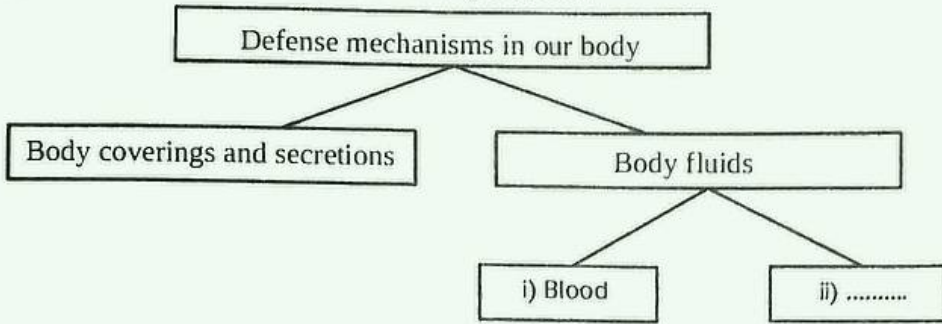 Defense mechanisms in our body
Body coverings and secretions
Body fluids
i) Blood
ii) ..........